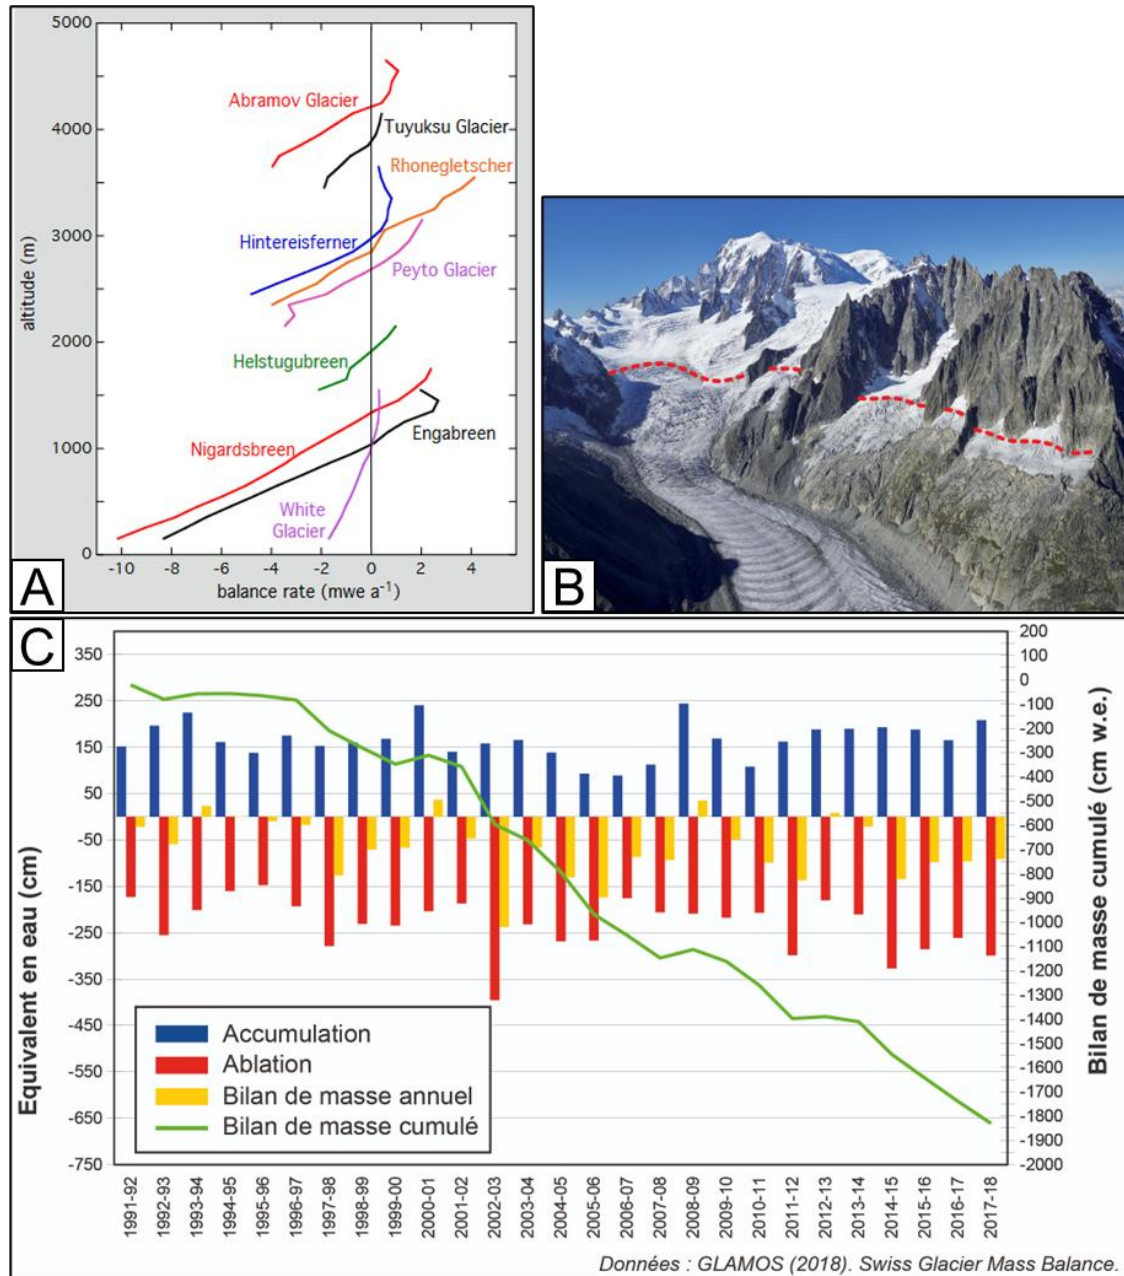 5000
4000
3000
2000
1000
0
altitude (m)
Abramov Glacier
Tuyuksu Glacier
Rhonegletscher
Hintereisferner
Peyto Glacier
Helstugubreen
Nigardsbreen
Engabreen
White
Glacier
-10 -8 -6 -4 -2 0 2 4
balance rate (mwe a⁻¹)
A
B
C
Equivalent en eau (cm)
350
250
150
50
-50
-150
-250
-350
-450
-550
-650
-750
Accumulation
Ablation
Bilan de masse annuel
Bilan de masse cumulé
200
100
0
-100
-200
-300
-400
-500
-600
-700
-800
-900
-1000
-1100
-1200
-1300
-1400
-1500
-1600
-1700
-1800
-1900
-2000
Bilan de masse cumulé (cm w.e.)
1991-92
1992-93
1993-94
1994-95
1995-96
1996-97
1997-98
1998-99
1999-00
2000-01
2001-02
2002-03
2003-04
2004-05
2005-06
2006-07
2007-08
2008-09
2009-10
2010-11
2011-12
2012-13
2013-14
2014-15
2015-16
2016-17
2017-18
Données : GLAMOS (2018). Swiss Glacier Mass Balance.